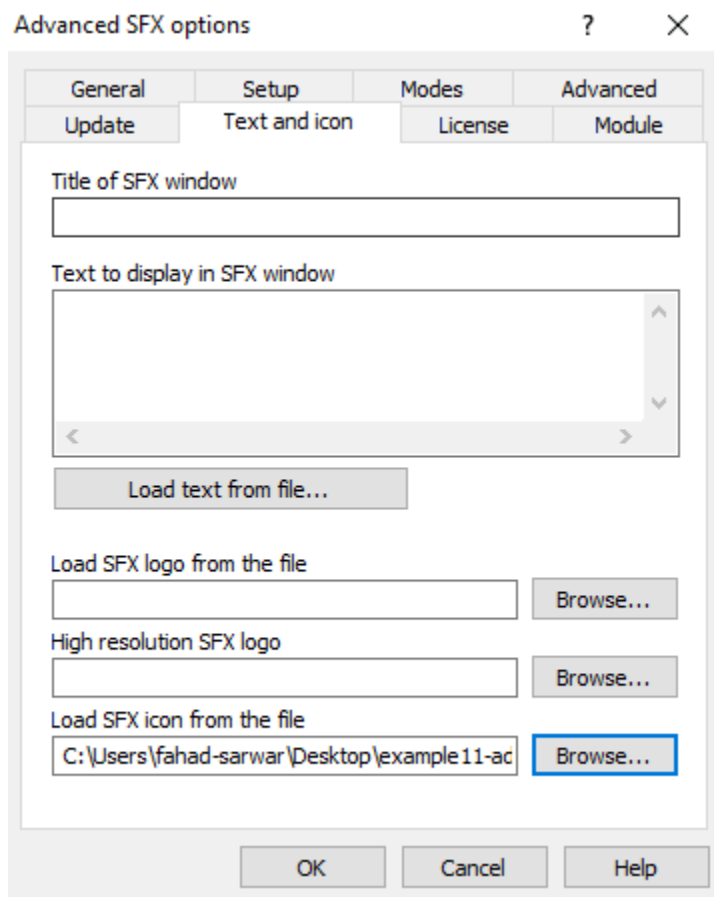 Advanced SFX options
?
General Setup Modes Advanced
Update Text and icon License Module
Title of SFX window
Text to display in SFX window
Load text from file...
Load SFX logo from the file
Browse...
High resolution SFX logo
Browse...
Load SFX icon from the file
C:\Users\fahad-sarwar\Desktop\example11-ad Browse...
OK Cancel Help